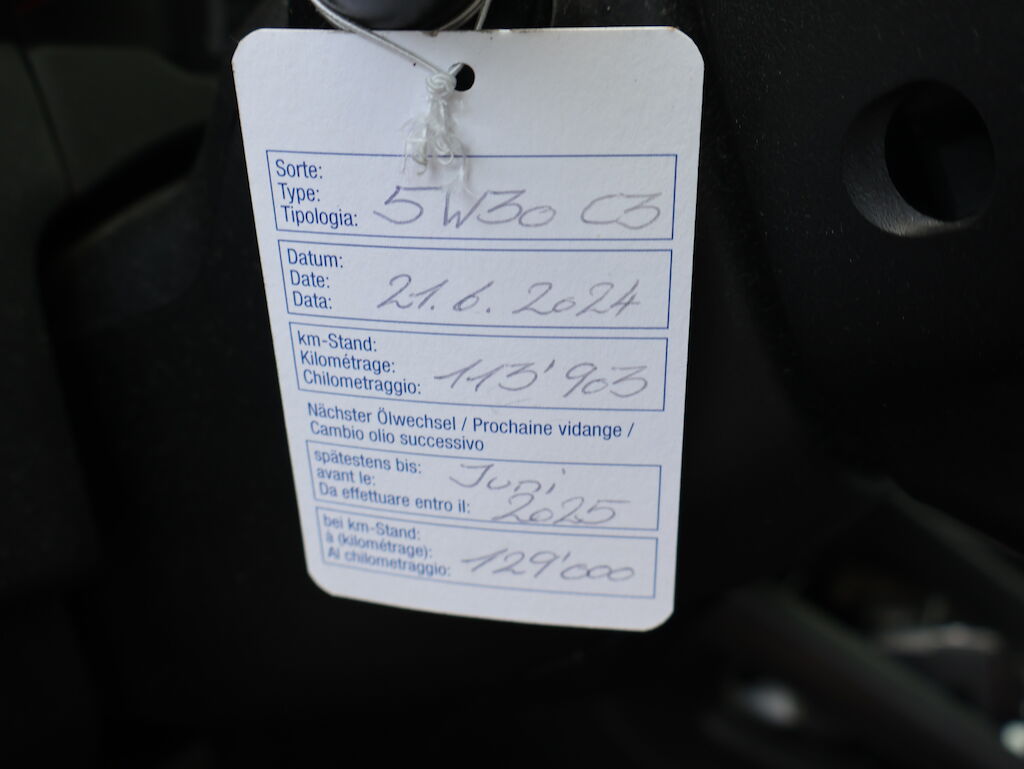 Sorte:
Type:
Tipologia: 5W30 C3
Datum:
Date:
Data: 21.6.2024
km-Stand:
Kilométrage:
Chilometraggio: 113'903
Nächster Ölwechsel / Prochaine vidange /
Cambio olio successivo
spätestens bis: Juni
avant le:
Da effettuare entro il: 2025
bei km-Stand:
à (kilométrage):
Al chilometraggio: 129'000